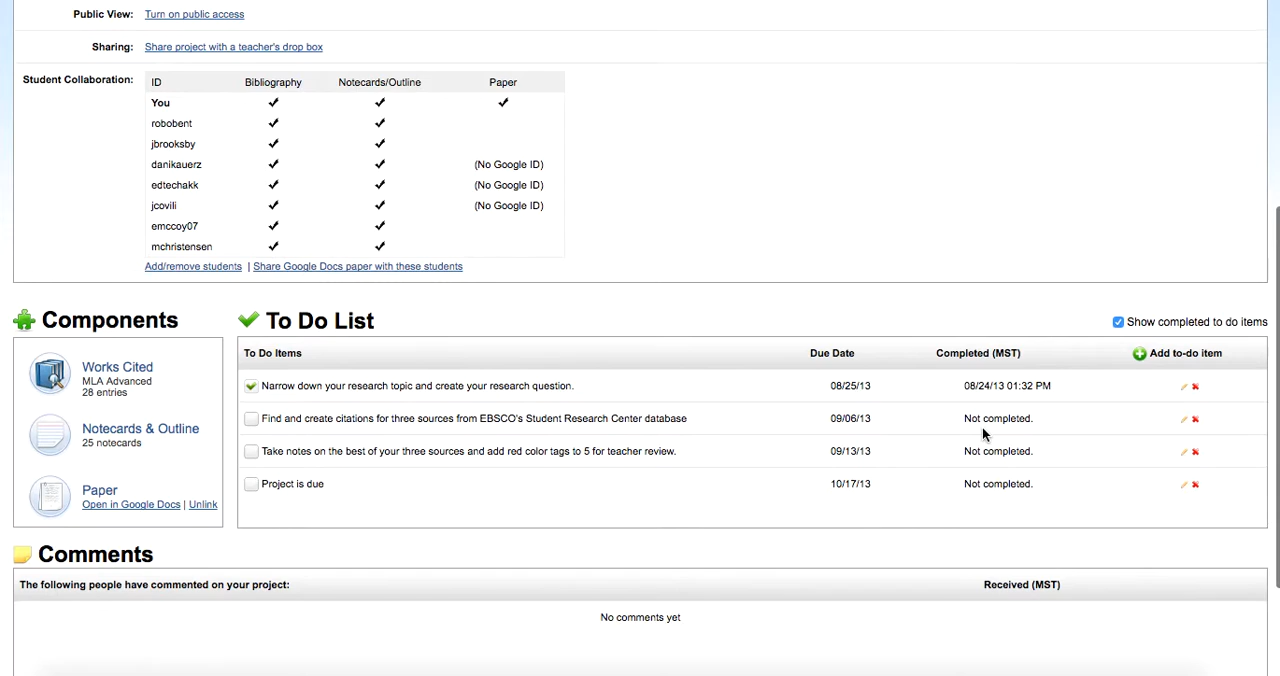 Public View: Turn on public access
Sharing: Share project with a teacher's drop box
Student Collaboration: ID Bibliography Notecards/Outline Paper
You
robobent
jbrooksby
danikauerz (No Google ID)
edtechakk (No Google ID)
jcovili (No Google ID)
emccoy07
mchristensen
Add/remove students | Share Google Docs paper with these students
Components
Works Cited
MLA Advanced
28 entries
Notecards & Outline
25 notecards
Paper
Open in Google Docs | Unlink
To Do List
Show completed to do items
To Do Items Due Date Completed (MST) Add to-do item
Narrow down your research topic and create your research question. 08/25/13 08/24/13 01:32 PM
Find and create citations for three sources from EBSCO's Student Research Center database 09/06/13 Not completed.
Take notes on the best of your three sources and add red color tags to 5 for teacher review. 09/13/13 Not completed.
Project is due 10/17/13 Not completed.
Comments
The following people have commented on your project: Received (MST)
No comments yet